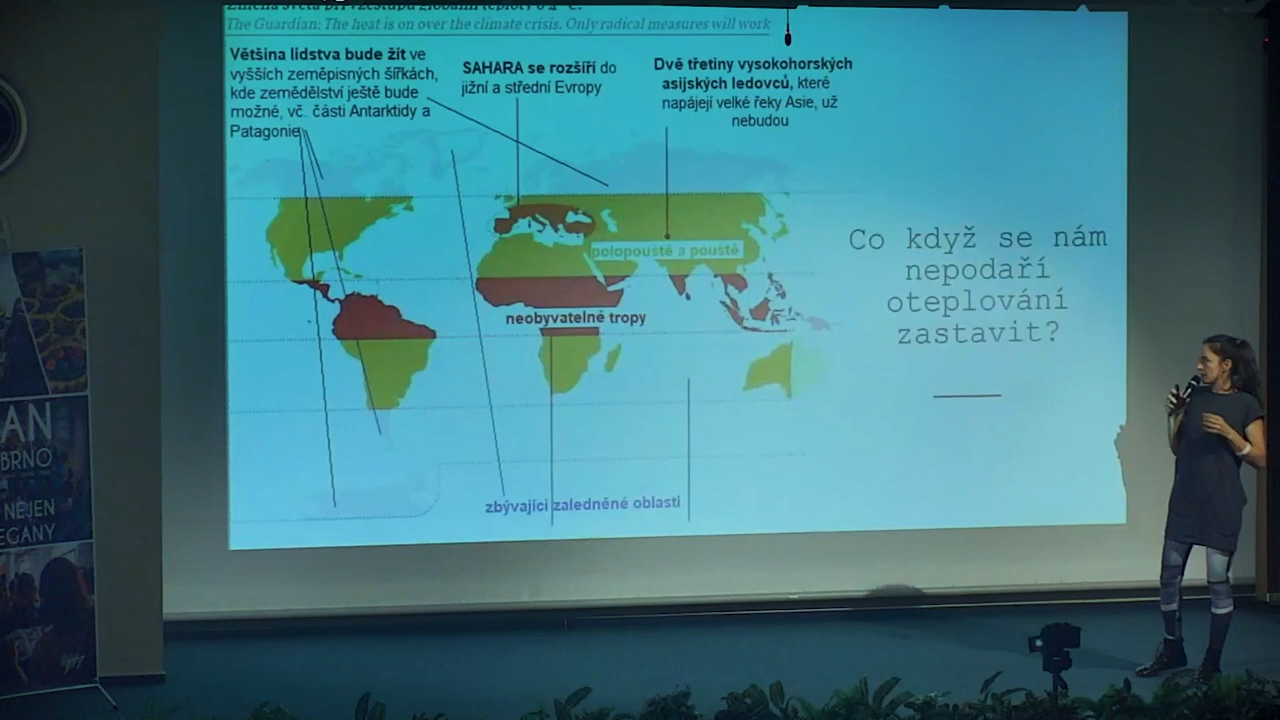 The Guardian: The heat is on over the climate crisis. Only radical measures will work
Většina lidstva bude žít ve
vyšších zeměpisných šířkách,
kde zemědělství ještě bude
možné, vč. části Antarktidy a
Patagonie
SAHARA se rozšíří do
jižní a střední Evropy
Dvě třetiny vysokohorských
asijských ledovců, které
napájejí velké řeky Asie, už
nebudou
polopouště a pouště
neobyvatelné tropy
zbývající zaledněné oblasti
Co když se nám
nepodaří
oteplování
zastavit?
AN
BRNO
NEJEN
EGANY